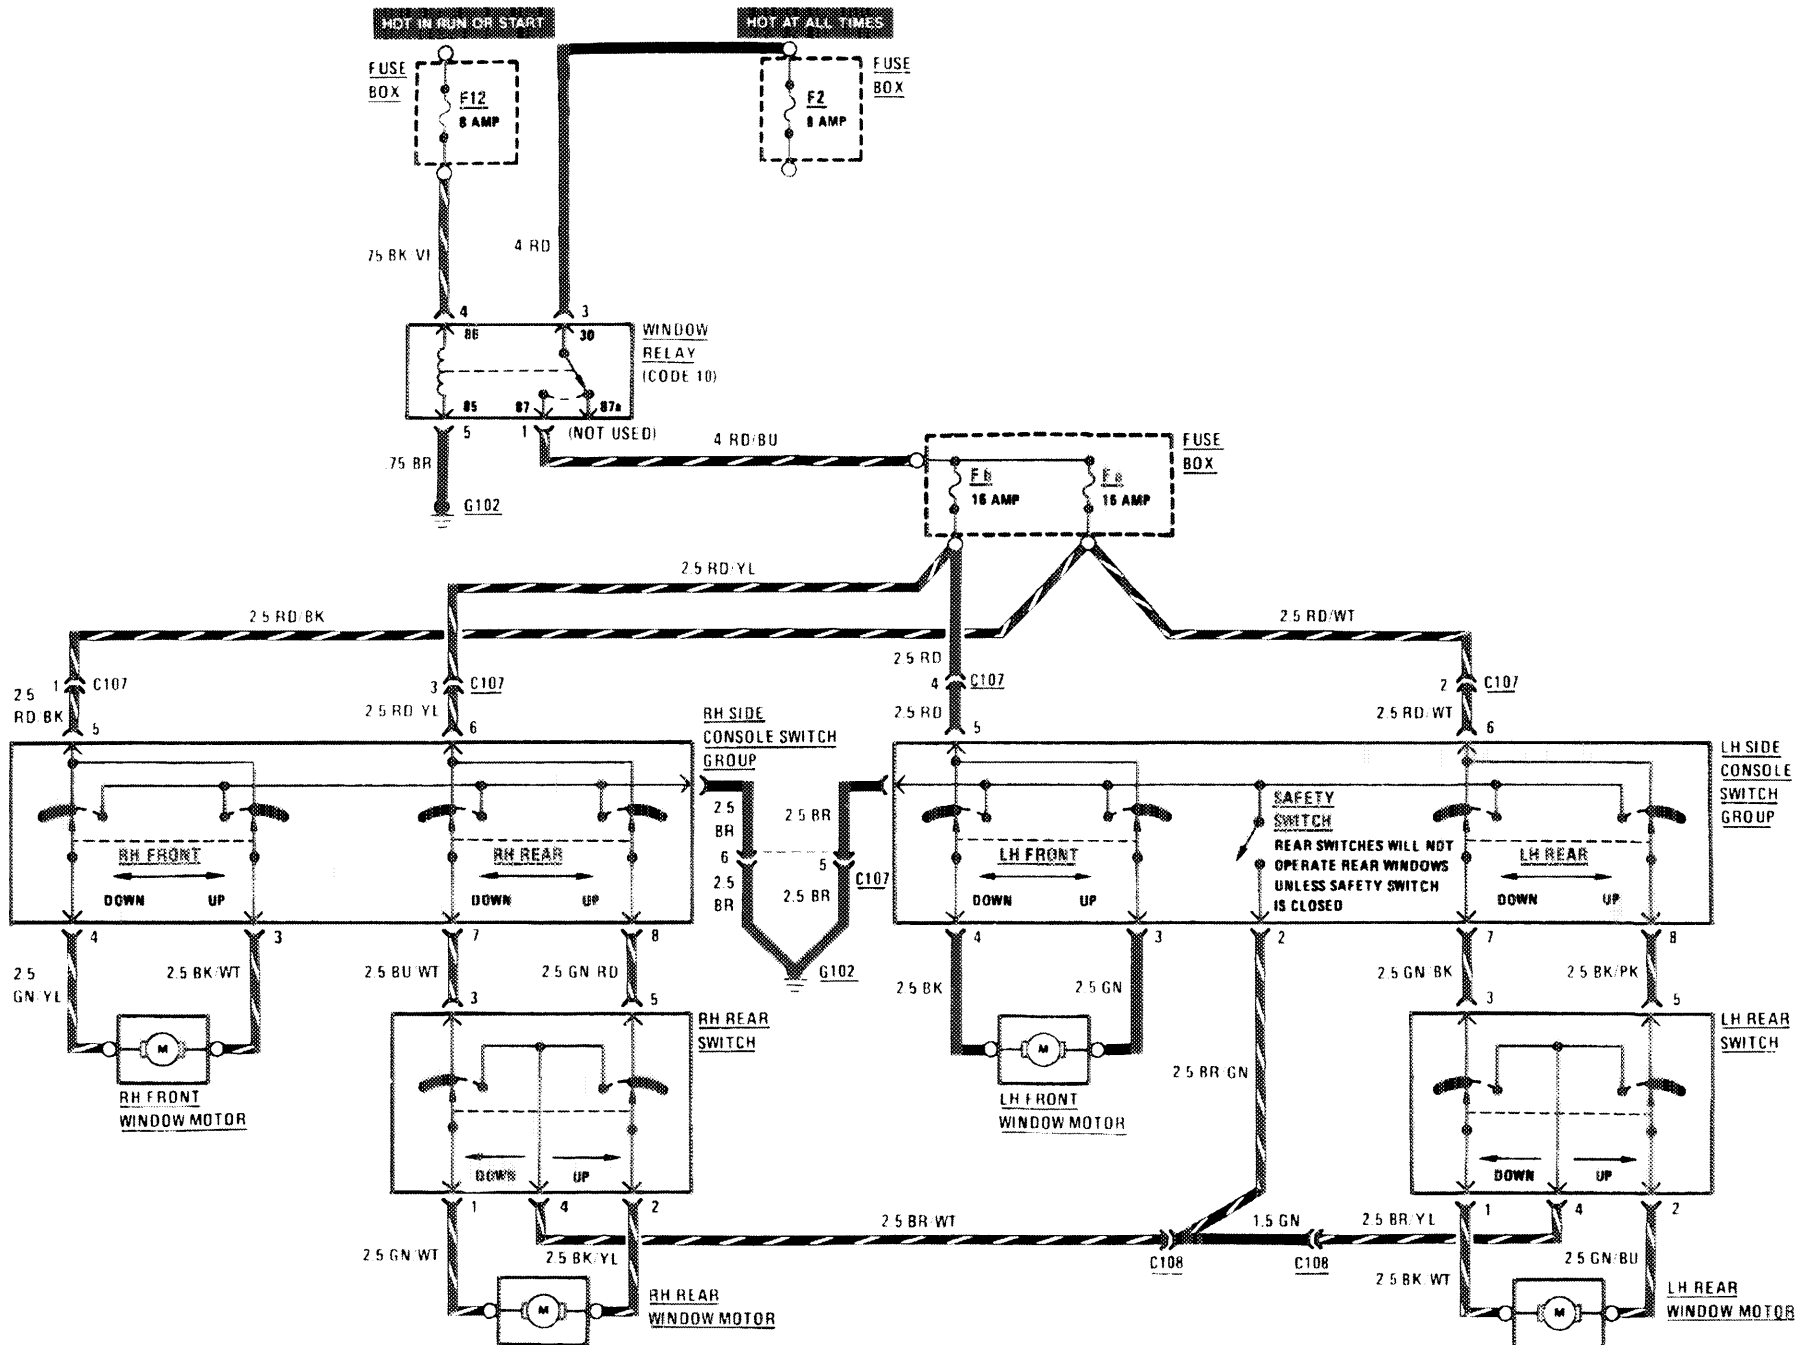 HOT IN RUN OR START
HOT AT ALL TIMES
FUSE
BOX
F12
8 AMP
F2
8 AMP
FUSE
BOX
75 BK VI
4 RD
4
3
86
30
WINDOW
RELAY
(CODE 10)
85
87
87a
5
1
(NOT USED)
4 RD/BU
.75 BR
G102
FUSE
BOX
16 AMP
16 AMP
2.5 RD/YL
2.5 RD/BK
2.5 RD/WT
2.5 RD
1
C107
3
C107
4
C107
2
C107
2.5
RD BK
2.5 RD YL
2.5 RD
2.5 RD/WT
5
6
5
6
RH SIDE
CONSOLE SWITCH
GROUP
LH SIDE
CONSOLE
SWITCH
GROUP
2.5
BR
2.5 BR
6
5
C107
2.5
BR
2.5 BR
G102
RH FRONT
DOWN
UP
RH REAR
DOWN
UP
LH FRONT
DOWN
UP
SAFETY
SWITCH
REAR SWITCHES WILL NOT
OPERATE REAR WINDOWS
UNLESS SAFETY SWITCH
IS CLOSED
LH REAR
DOWN
UP
4
3
7
8
4
3
2
7
8
2.5
GN/YL
2.5 BK/WT
2.5 BU/WT
2.5 GN RD
2.5 BK
2.5 GN
2.5 GN/BK
2.5 BK/PK
3
5
3
5
M
RH FRONT
WINDOW MOTOR
RH REAR
SWITCH
DOWN
UP
M
LH FRONT
WINDOW MOTOR
2.5 BR GN
LH REAR
SWITCH
DOWN
UP
1
4
2
1
4
2
2.5 GN/WT
2.5 BK/YL
2.5 BR WT
C108
1.5 GN
C108
2.5 BR/YL
2.5 BK WT
2.5 GN/BU
M
RH REAR
WINDOW MOTOR
M
LH REAR
WINDOW MOTOR